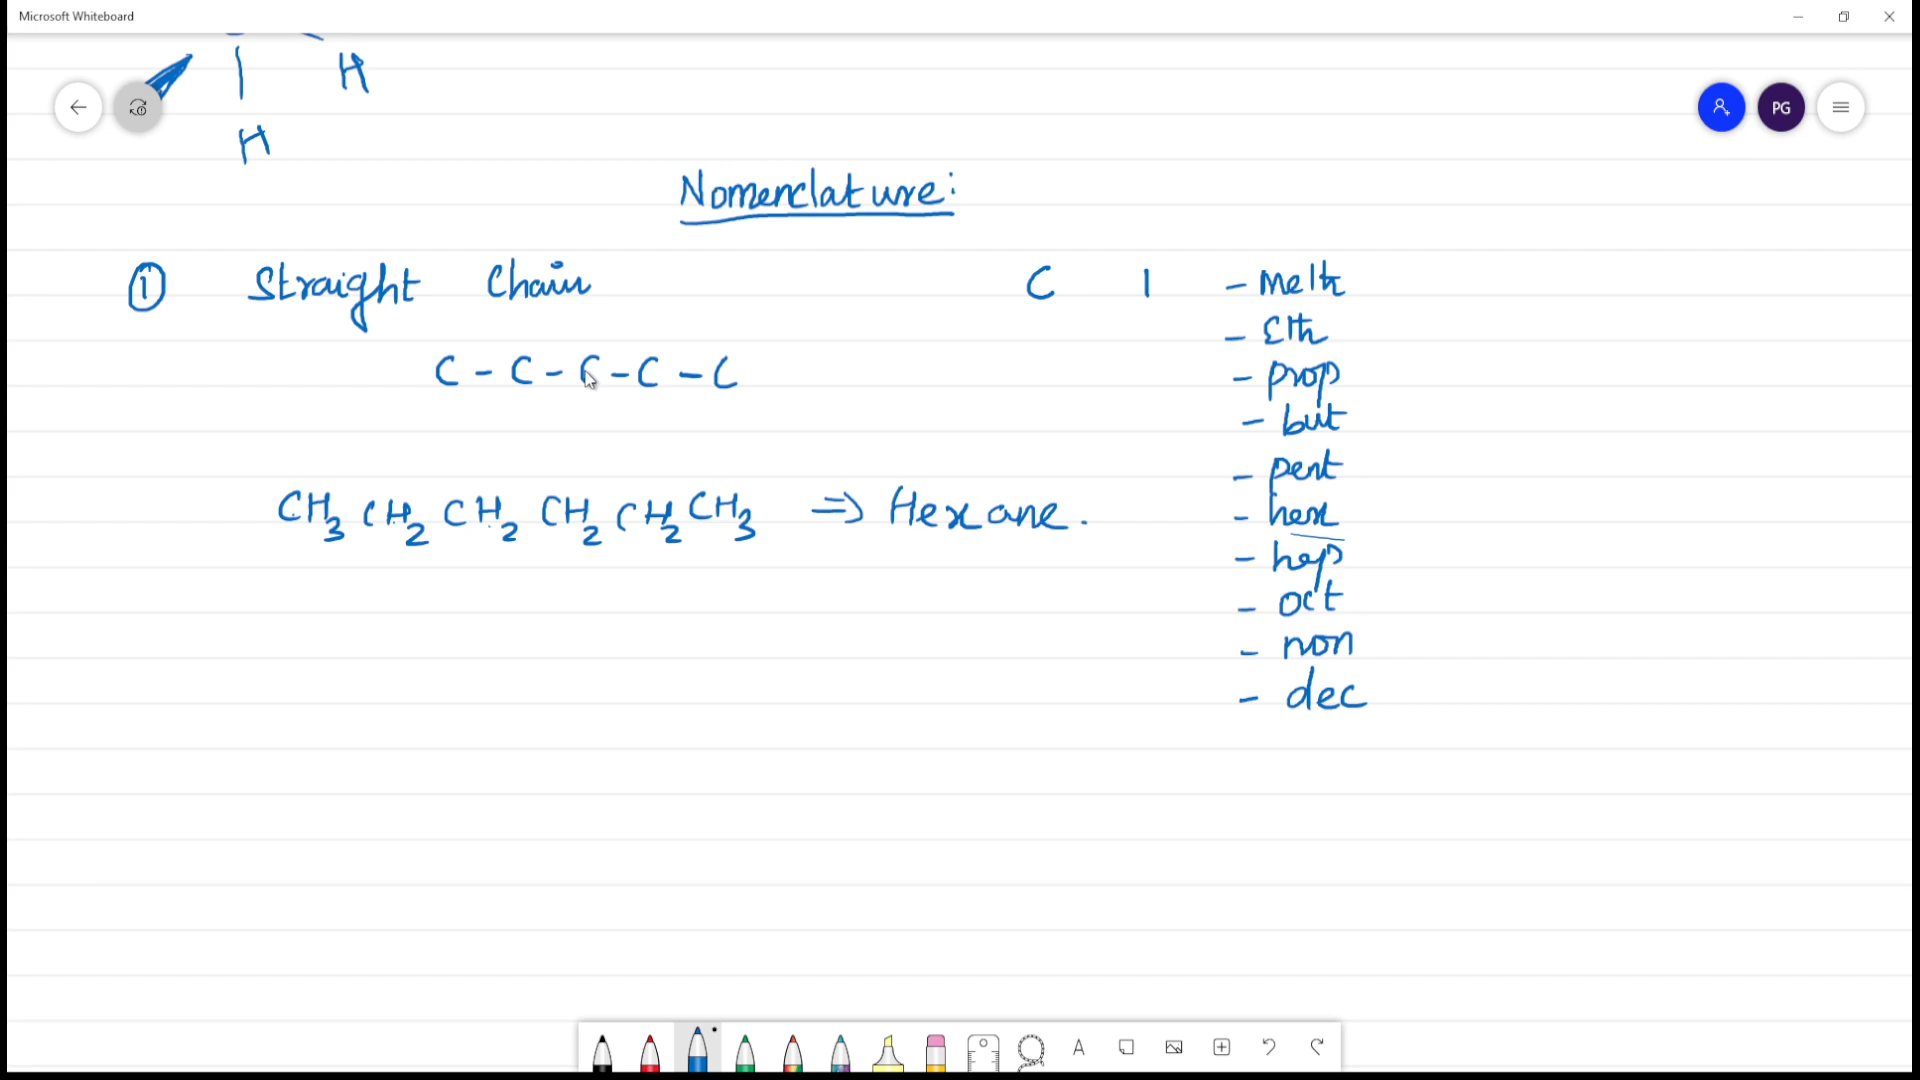 Microsoft Whiteboard
H
H
PG
Nomenclature:
① Straight Chain
C - C - C - C - C
CH3 CH2 CH2 CH2 CH2 CH3 => Hexane.
C 1 - Meth
- Eth
- prop
- but
- pent
- hex
- hep
- oct
- non
- dec
A